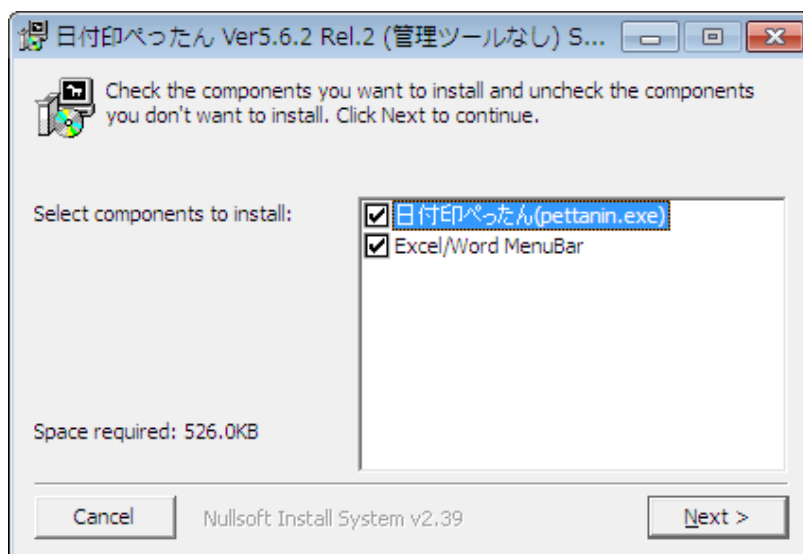 日付印ぺったん Ver5.6.2 Rel.2 (管理ツールなし) S...
Check the components you want to install and uncheck the components
you don't want to install. Click Next to continue.
Select components to install:
日付印ぺったん(pettanin.exe)
Excel/Word MenuBar
Space required: 526.0KB
Cancel
Nullsoft Install System v2.39
Next >